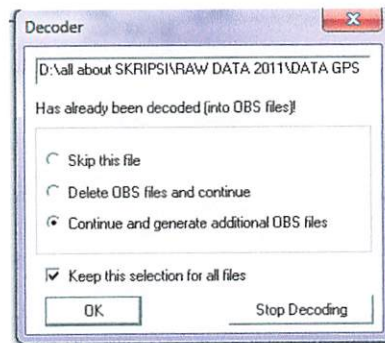 Decoder
D:\all about SKRIPSI\RAW DATA 2011\DATA GPS
Has already been decoded (into OBS files)!
Skip this file
Delete OBS files and continue
Continue and generate additional OBS files
Keep this selection for all files
OK
Stop Decoding